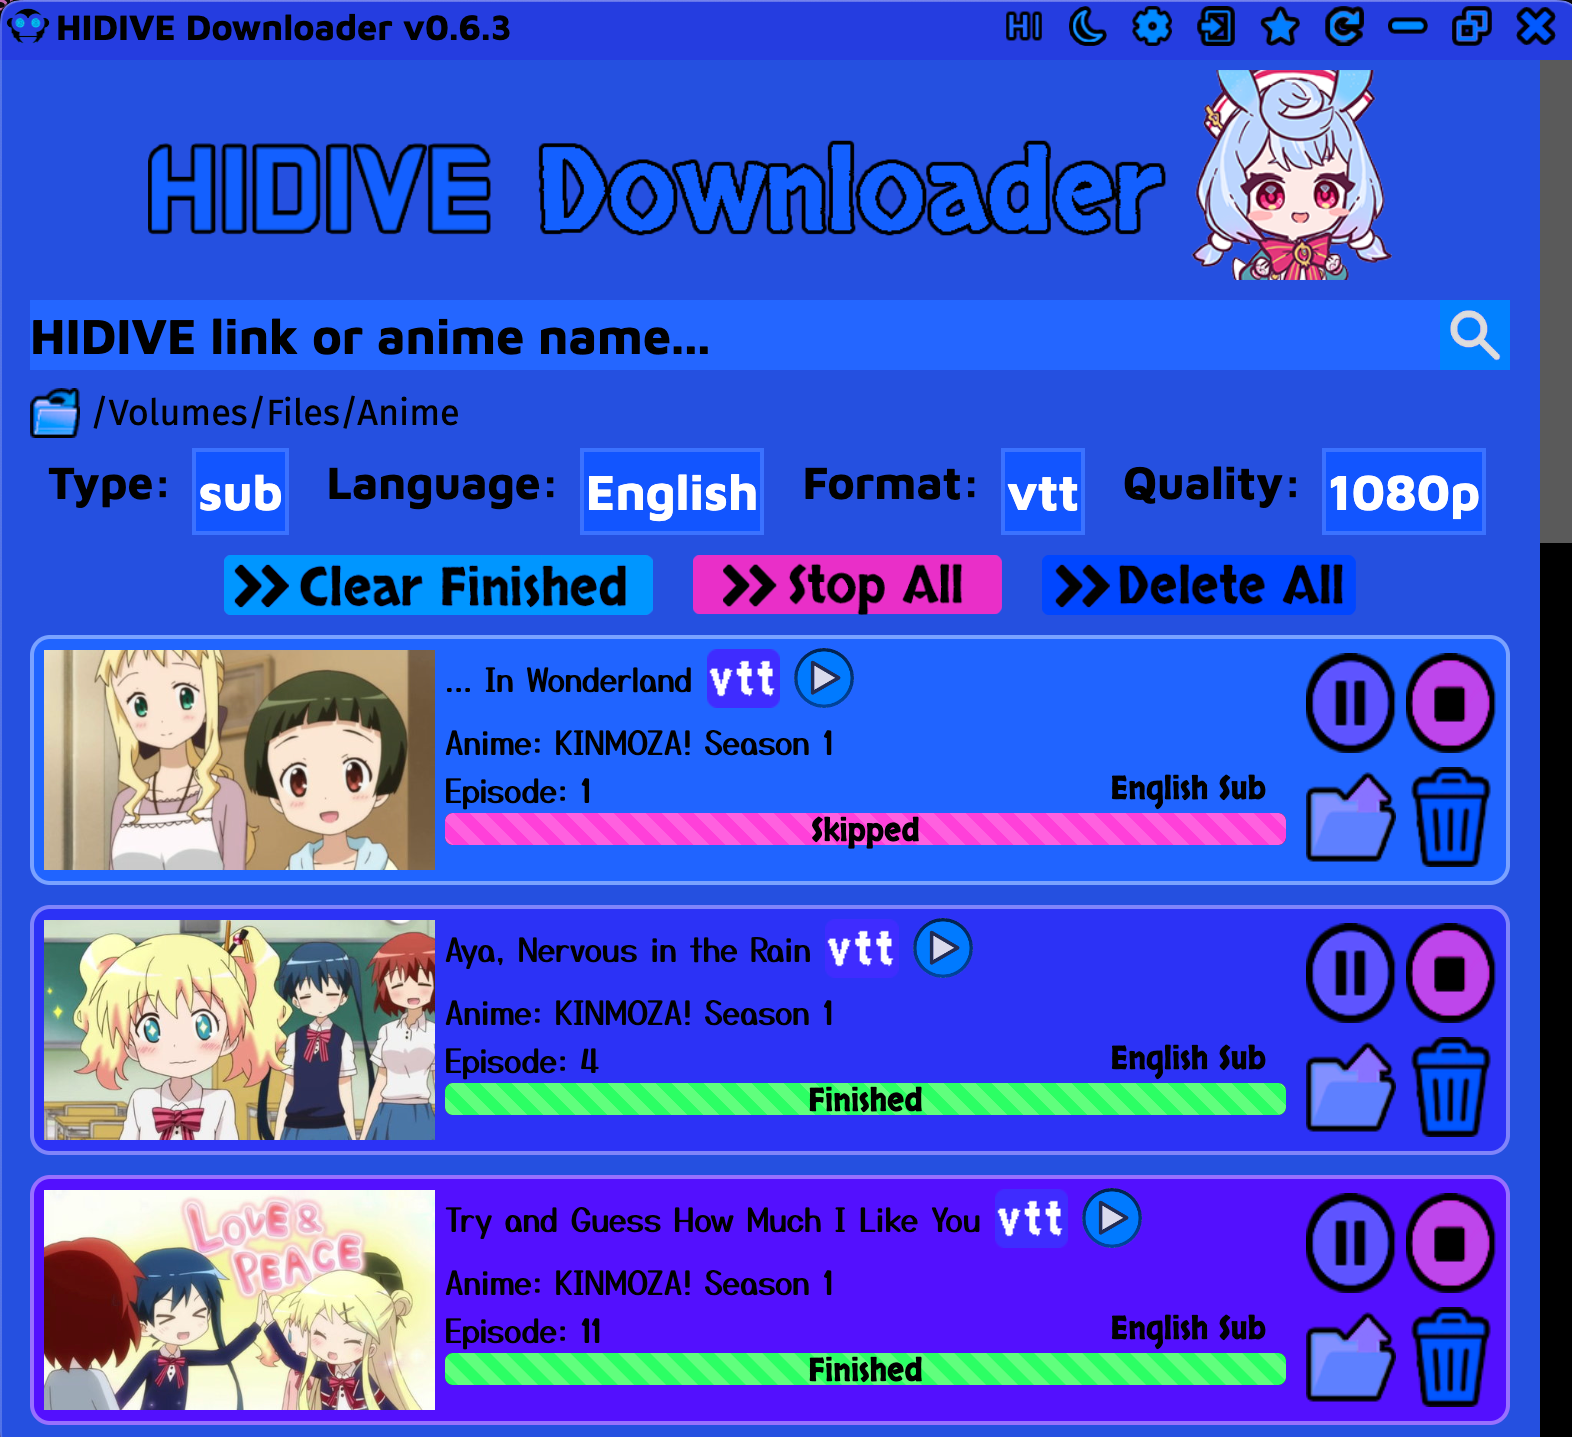 HIDIVE Downloader v0.6.3
HI
HIDIVE Downloader
HIDIVE link or anime name...
/Volumes/Files/Anime
Type: sub Language: English Format: vtt Quality: 1080p
Clear Finished Stop All Delete All
... In Wonderland vtt
Anime: KINMOZA! Season 1
Episode: 1
English Sub
Skipped
Aya, Nervous in the Rain vtt
Anime: KINMOZA! Season 1
Episode: 4
English Sub
Finished
LOVE &
PEACE
Try and Guess How Much I Like You vtt
Anime: KINMOZA! Season 1
Episode: 11
English Sub
Finished